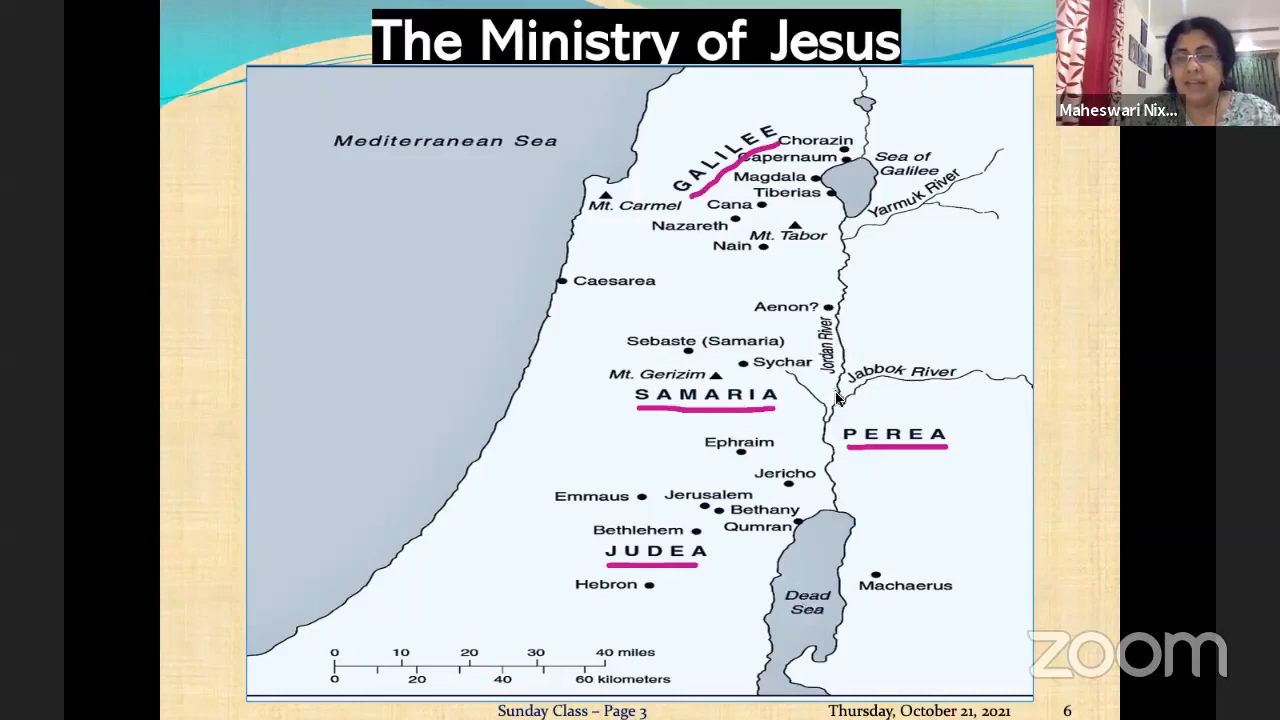 The Ministry of Jesus
Maheswari Nix...
Mediterranean Sea
GALILEE
Chorazin
Capernaum
Sea of
Galilee
Magdala
Tiberias
Yarmuk River
Mt. Carmel
Cana
Nazareth
Mt. Tabor
Nain
Caesarea
Aenon?
Jordan River
Sebaste (Samaria)
Sychar
Mt. Gerizim
Jabbok River
SAMARIA
PEREA
Ephraim
Jericho
Emmaus
Jerusalem
Bethany
Qumran
Bethlehem
JUDEA
Hebron
Machaerus
Dead
Sea
0 10 20 30 40 miles
0 20 40 60 kilometers
zoom
Sunday Class – Page 3
Thursday, October 21, 2021
6